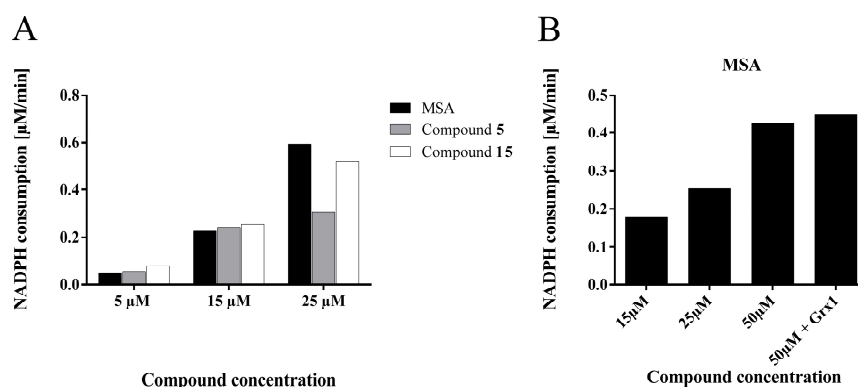 A
NADPH consumption [µM/min]
0.8
0.6
0.4
0.2
0.0
5 µM
15 µM
25 µM
Compound concentration
MSA
Compound 5
Compound 15
B
MSA
NADPH consumption [µM/min]
0.5
0.4
0.3
0.2
0.1
0.0
15µM
25µM
50µM
50µM + Grx1
Compound concentration